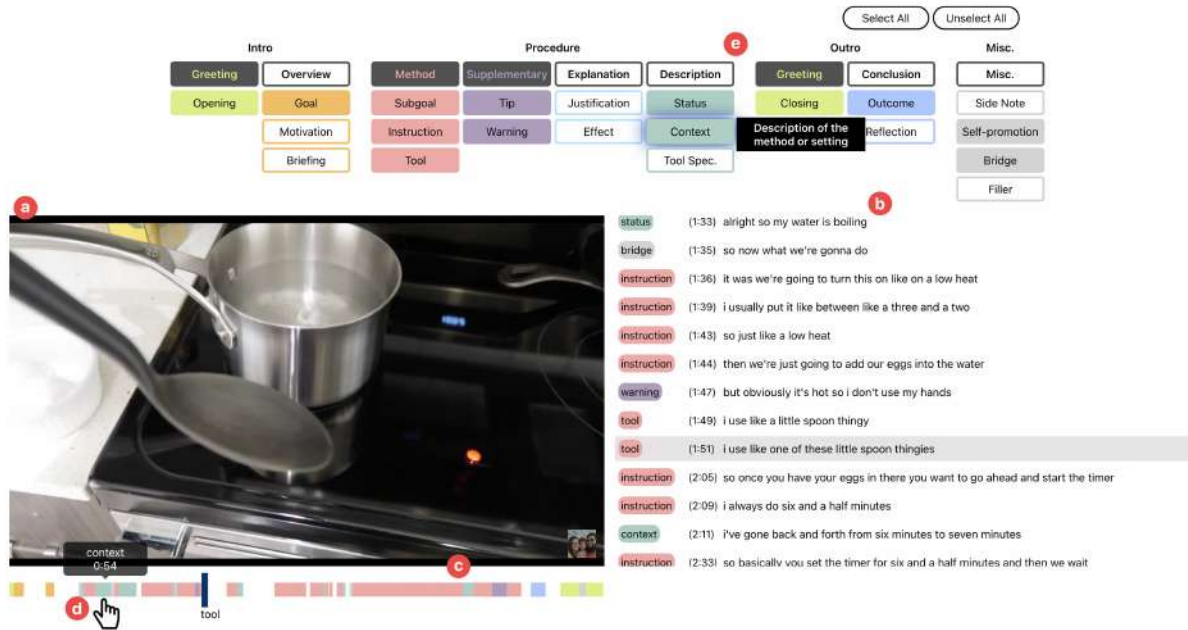 Select All
Unselect All
Intro
Procedure
e
Outro
Misc.
Greeting
Overview
Method
Supplementary
Explanation
Description
Greeting
Conclusion
Misc.
Opening
Goal
Subgoal
Tip
Justification
Status
Closing
Outcome
Side Note
Motivation
Instruction
Warning
Effect
Context
Description of the
method or setting
Reflection
Self-promotion
Briefing
Tool
Tool Spec.
Bridge
Filler
a
b
status (1:33) alright so my water is boiling
bridge (1:35) so now what we're gonna do
instruction (1:36) it was we're going to turn this on like on a low heat
instruction (1:39) i usually put it like between like a three and a two
instruction (1:43) so just like a low heat
instruction (1:44) then we're just going to add our eggs into the water
warning (1:47) but obviously it's hot so i don't use my hands
tool (1:49) i use like a little spoon thingy
tool (1:51) i use like one of these little spoon thingies
instruction (2:05) so once you have your eggs in there you want to go ahead and start the timer
instruction (2:09) i always do six and a half minutes
context (2:11) i've gone back and forth from six minutes to seven minutes
instruction (2:33) so basically you set the timer for six and a half minutes and then we wait
context
0:54
c
d
tool